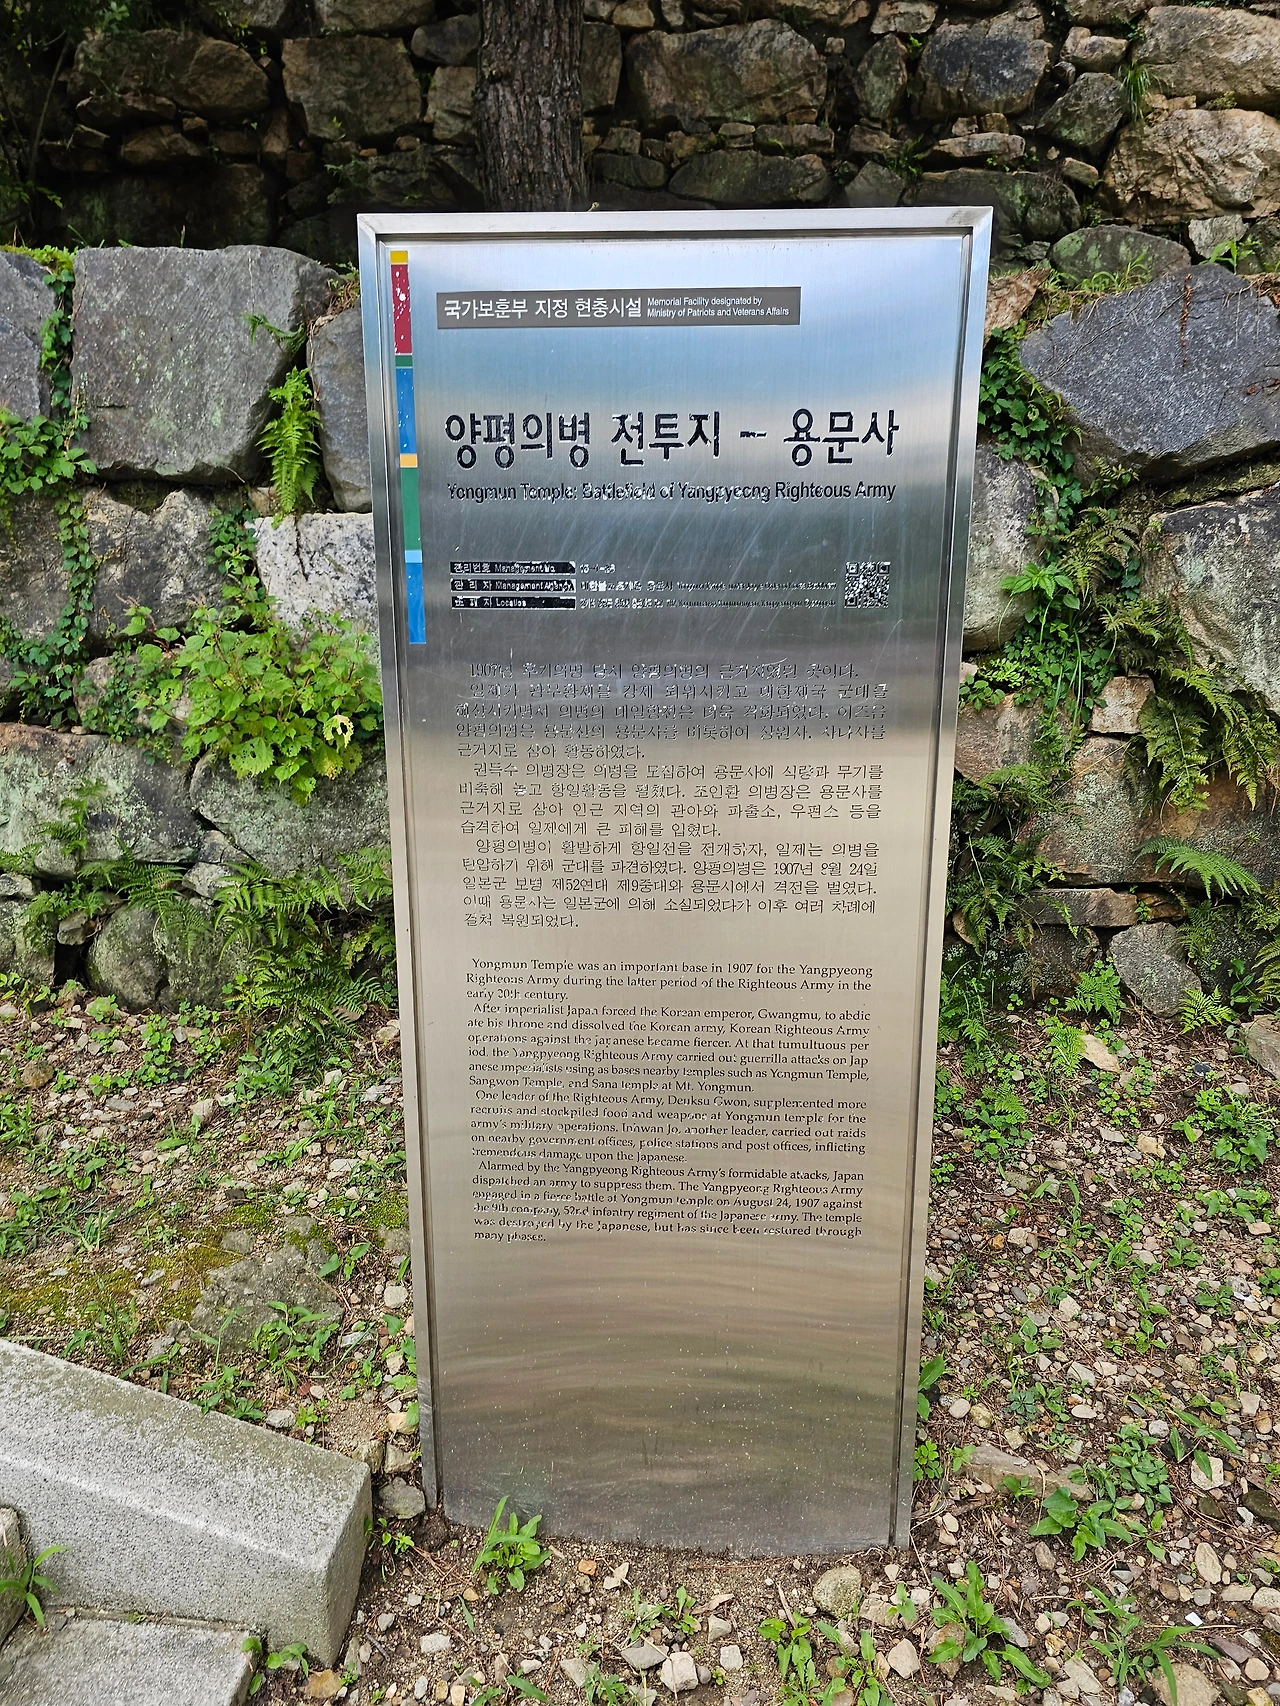 국가보훈부 지정 현충시설
Memorial Facility designated by
Ministry of Patriots and Veterans Affairs
양평의병 전투지 - 용문사
Yongmun Temple: Battlefield of Yangpyeong Righteous Army
관리번호 Management No.
관 리 자 Management Agency
소 재 지 Location
1907년 후기의병 당시 양평의병의 근거지였던 곳이다.
일제가 광무황제를 강제 퇴위시키고 대한제국 군대를
해산시키면서 의병의 대일항전은 더욱 격화되었다. 이즈음
양평의병은 용문산의 용문사를 비롯하여 상원사, 사나사를
근거지로 삼아 활동하였다.
권득수 의병장은 의병을 모집하여 용문사에 식량과 무기를
비축해 놓고 항일활동을 펼쳤다. 조인환 의병장은 용문사를
근거지로 삼아 인근 지역의 관아와 파출소, 우편소 등을
습격하여 일제에게 큰 피해를 입혔다.
양평의병이 활발하게 항일전을 전개하자, 일제는 의병을
탄압하기 위해 군대를 파견하였다. 양평의병은 1907년 8월 24일
일본군 보병 제52연대 제9중대와 용문사에서 격전을 벌였다.
이때 용문사는 일본군에 의해 소실되었다가 이후 여러 차례에
걸쳐 복원되었다.
Yongmun Temple was an important base in 1907 for the Yangpyeong
Righteous Army during the latter period of the Righteous Army in the
early 20th century.
After imperialist Japan forced the Korean emperor, Gwangmu, to abdic
ate his throne and dissolved the Korean army, Korean Righteous Army
operations against the Japanese became fiercer. At that tumultuous per
iod, the Yangpyeong Righteous Army carried out guerrilla attacks on Jap
anese imperialists using as bases nearby temples such as Yongmun Temple,
Sangwon Temple, and Sana temple at Mt. Yongmun.
One leader of the Righteous Army, Deuksu Gwon, supplemented more
recruits and stockpiled food and weapons at Yongmun temple for the
army's military operations. Inhwan Jo, another leader, carried out raids
on nearby government offices, police stations and post offices, inflicting
tremendous damage upon the Japanese.
Alarmed by the Yangpyeong Righteous Army's formidable attacks, Japan
dispatched an army to suppress them. The Yangpyeong Righteous Army
engaged in a fierce battle at Yongmun temple on August 24, 1907 against
the 9th company, 52nd infantry regiment of the Japanese army. The temple
was destroyed by the Japanese, but has since been restored through
many phases.